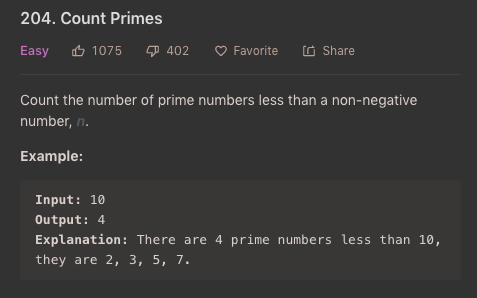 204. Count Primes
Easy 1075 402 Favorite Share
Count the number of prime numbers less than a non-negative
number, n.
Example:
Input: 10
Output: 4
Explanation: There are 4 prime numbers less than 10,
they are 2, 3, 5, 7.